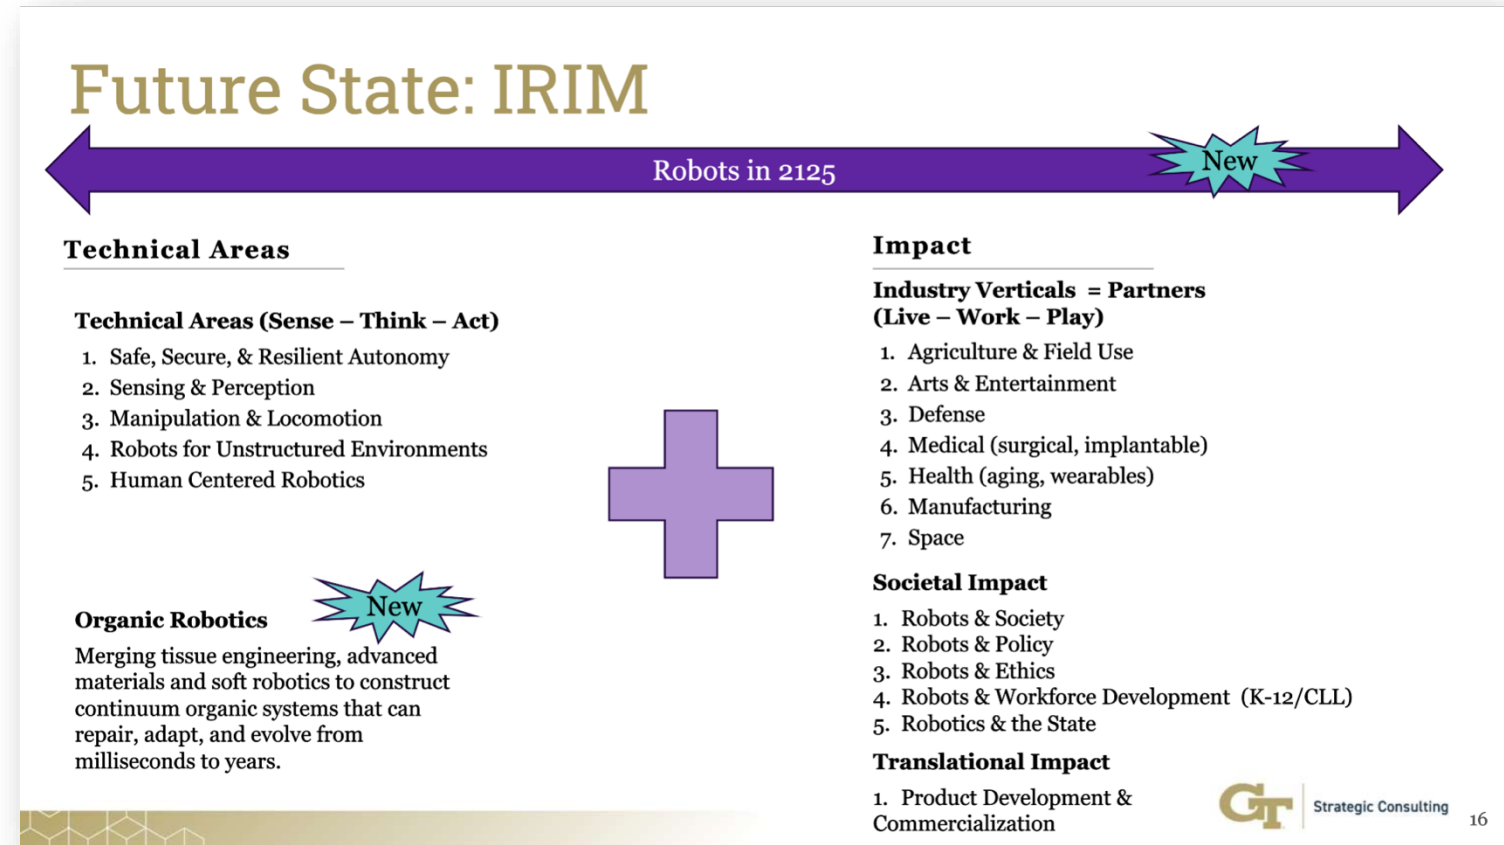 Future State: IRIM
Robots in 2125
New
Technical Areas
Technical Areas (Sense – Think – Act)
1. Safe, Secure, & Resilient Autonomy
2. Sensing & Perception
3. Manipulation & Locomotion
4. Robots for Unstructured Environments
5. Human Centered Robotics
Organic Robotics
New
Merging tissue engineering, advanced
materials and soft robotics to construct
continuum organic systems that can
repair, adapt, and evolve from
milliseconds to years.
Impact
Industry Verticals = Partners
(Live – Work – Play)
1. Agriculture & Field Use
2. Arts & Entertainment
3. Defense
4. Medical (surgical, implantable)
5. Health (aging, wearables)
6. Manufacturing
7. Space
Societal Impact
1. Robots & Society
2. Robots & Policy
3. Robots & Ethics
4. Robots & Workforce Development (K-12/CLL)
5. Robotics & the State
Translational Impact
1. Product Development &
Commercialization
GT Strategic Consulting
16